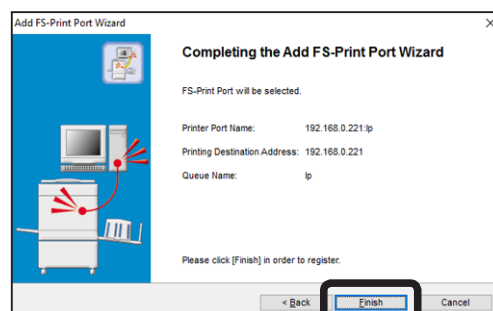 Add FS-Print Port Wizard
Completing the Add FS-Print Port Wizard
FS-Print Port will be selected.
Printer Port Name: 192.168.0.221:lp
Printing Destination Address: 192.168.0.221
Queue Name: lp
Please click [Finish] in order to register.
< Back Finish Cancel